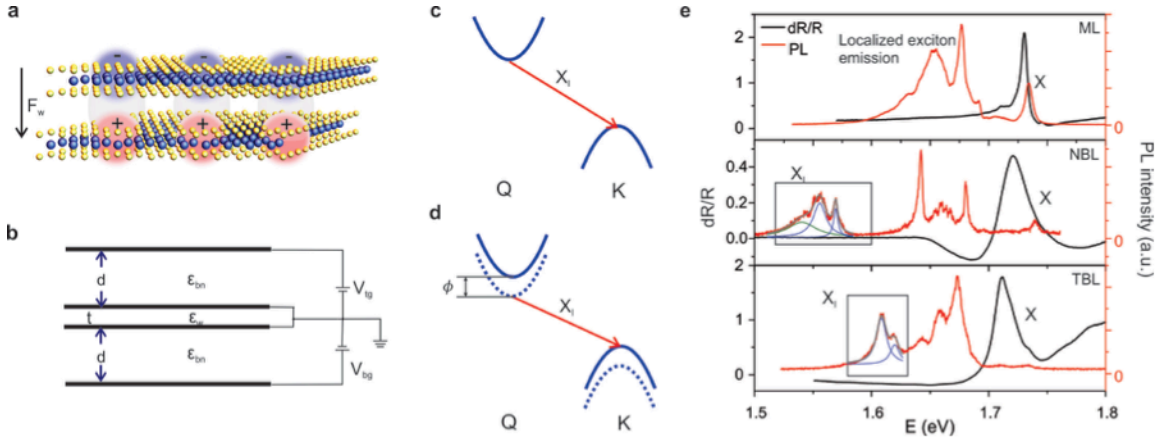 a
-
-
-
F_w
+
+
+
b
d
ε_bn
V_tg
t
ε_w
d
ε_bn
V_bg
c
X_I
Q
K
d
ϕ
X_I
Q
K
e
dR/R
PL
Localized exciton
emission
ML
X
2
1
0
0
X_I
NBL
X
0.4
0.2
0.0
0
X_I
TBL
X
2
1
0
0
dR/R
PL intensity (a.u.)
1.5
1.6
1.7
1.8
E (eV)